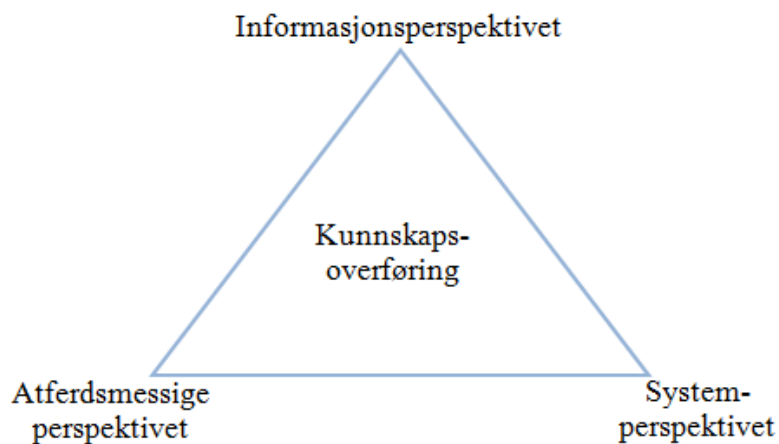 Informasjonsperspektivet
Kunnskaps-
overføring
Atferdsmessige
perspektivet
System-
perspektivet